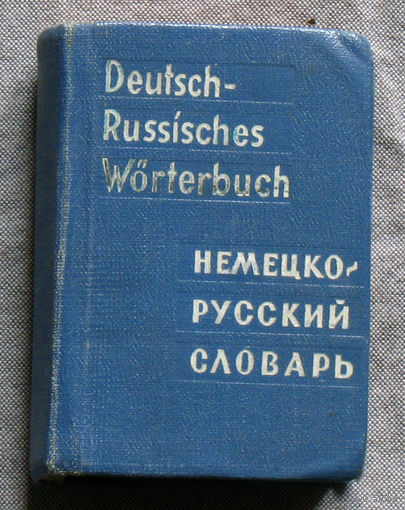 Deutsch-
Russisches
Wörterbuch
НЕМЕЦКО-
РУССКИЙ
СЛОВАРЬ